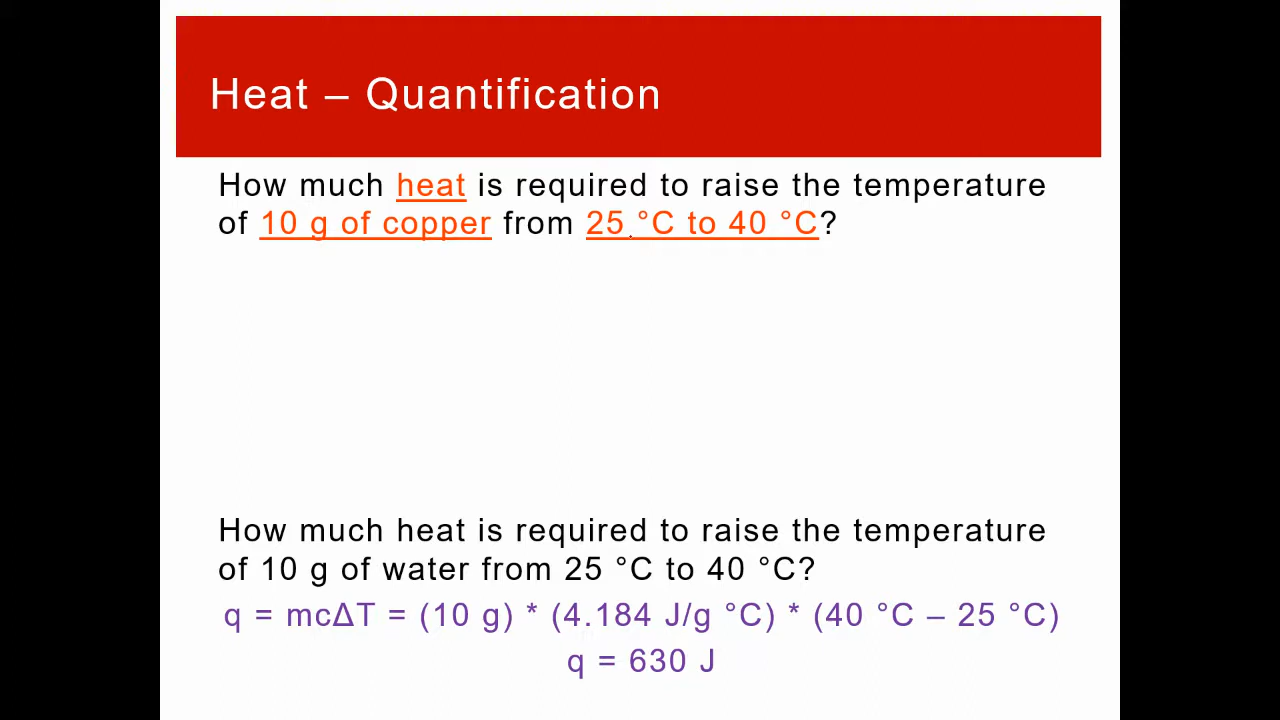 Heat – Quantification
How much heat is required to raise the temperature
of 10 g of copper from 25 °C to 40 °C?
How much heat is required to raise the temperature
of 10 g of water from 25 °C to 40 °C?
q = mcΔT = (10 g) * (4.184 J/g °C) * (40 °C – 25 °C)
q = 630 J